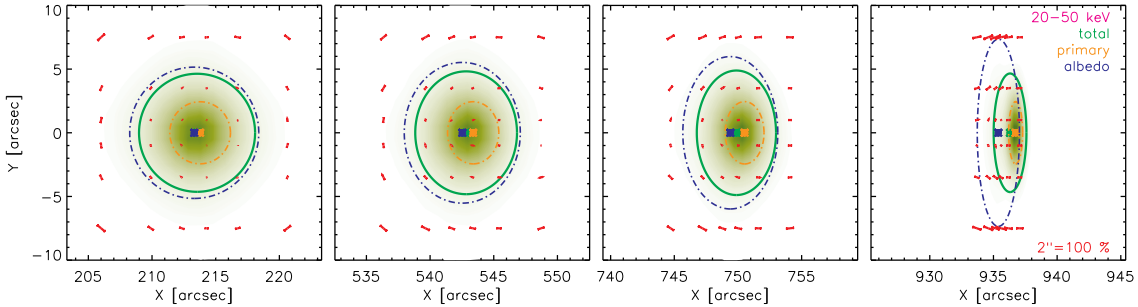 20−50 keV
total
primary
albedo
10
5
0
−5
−10
Y [arcsec]
2''=100 %
205 210 215 220
535 540 545 550
740 745 750 755
930 935 940 945
X [arcsec]
X [arcsec]
X [arcsec]
X [arcsec]